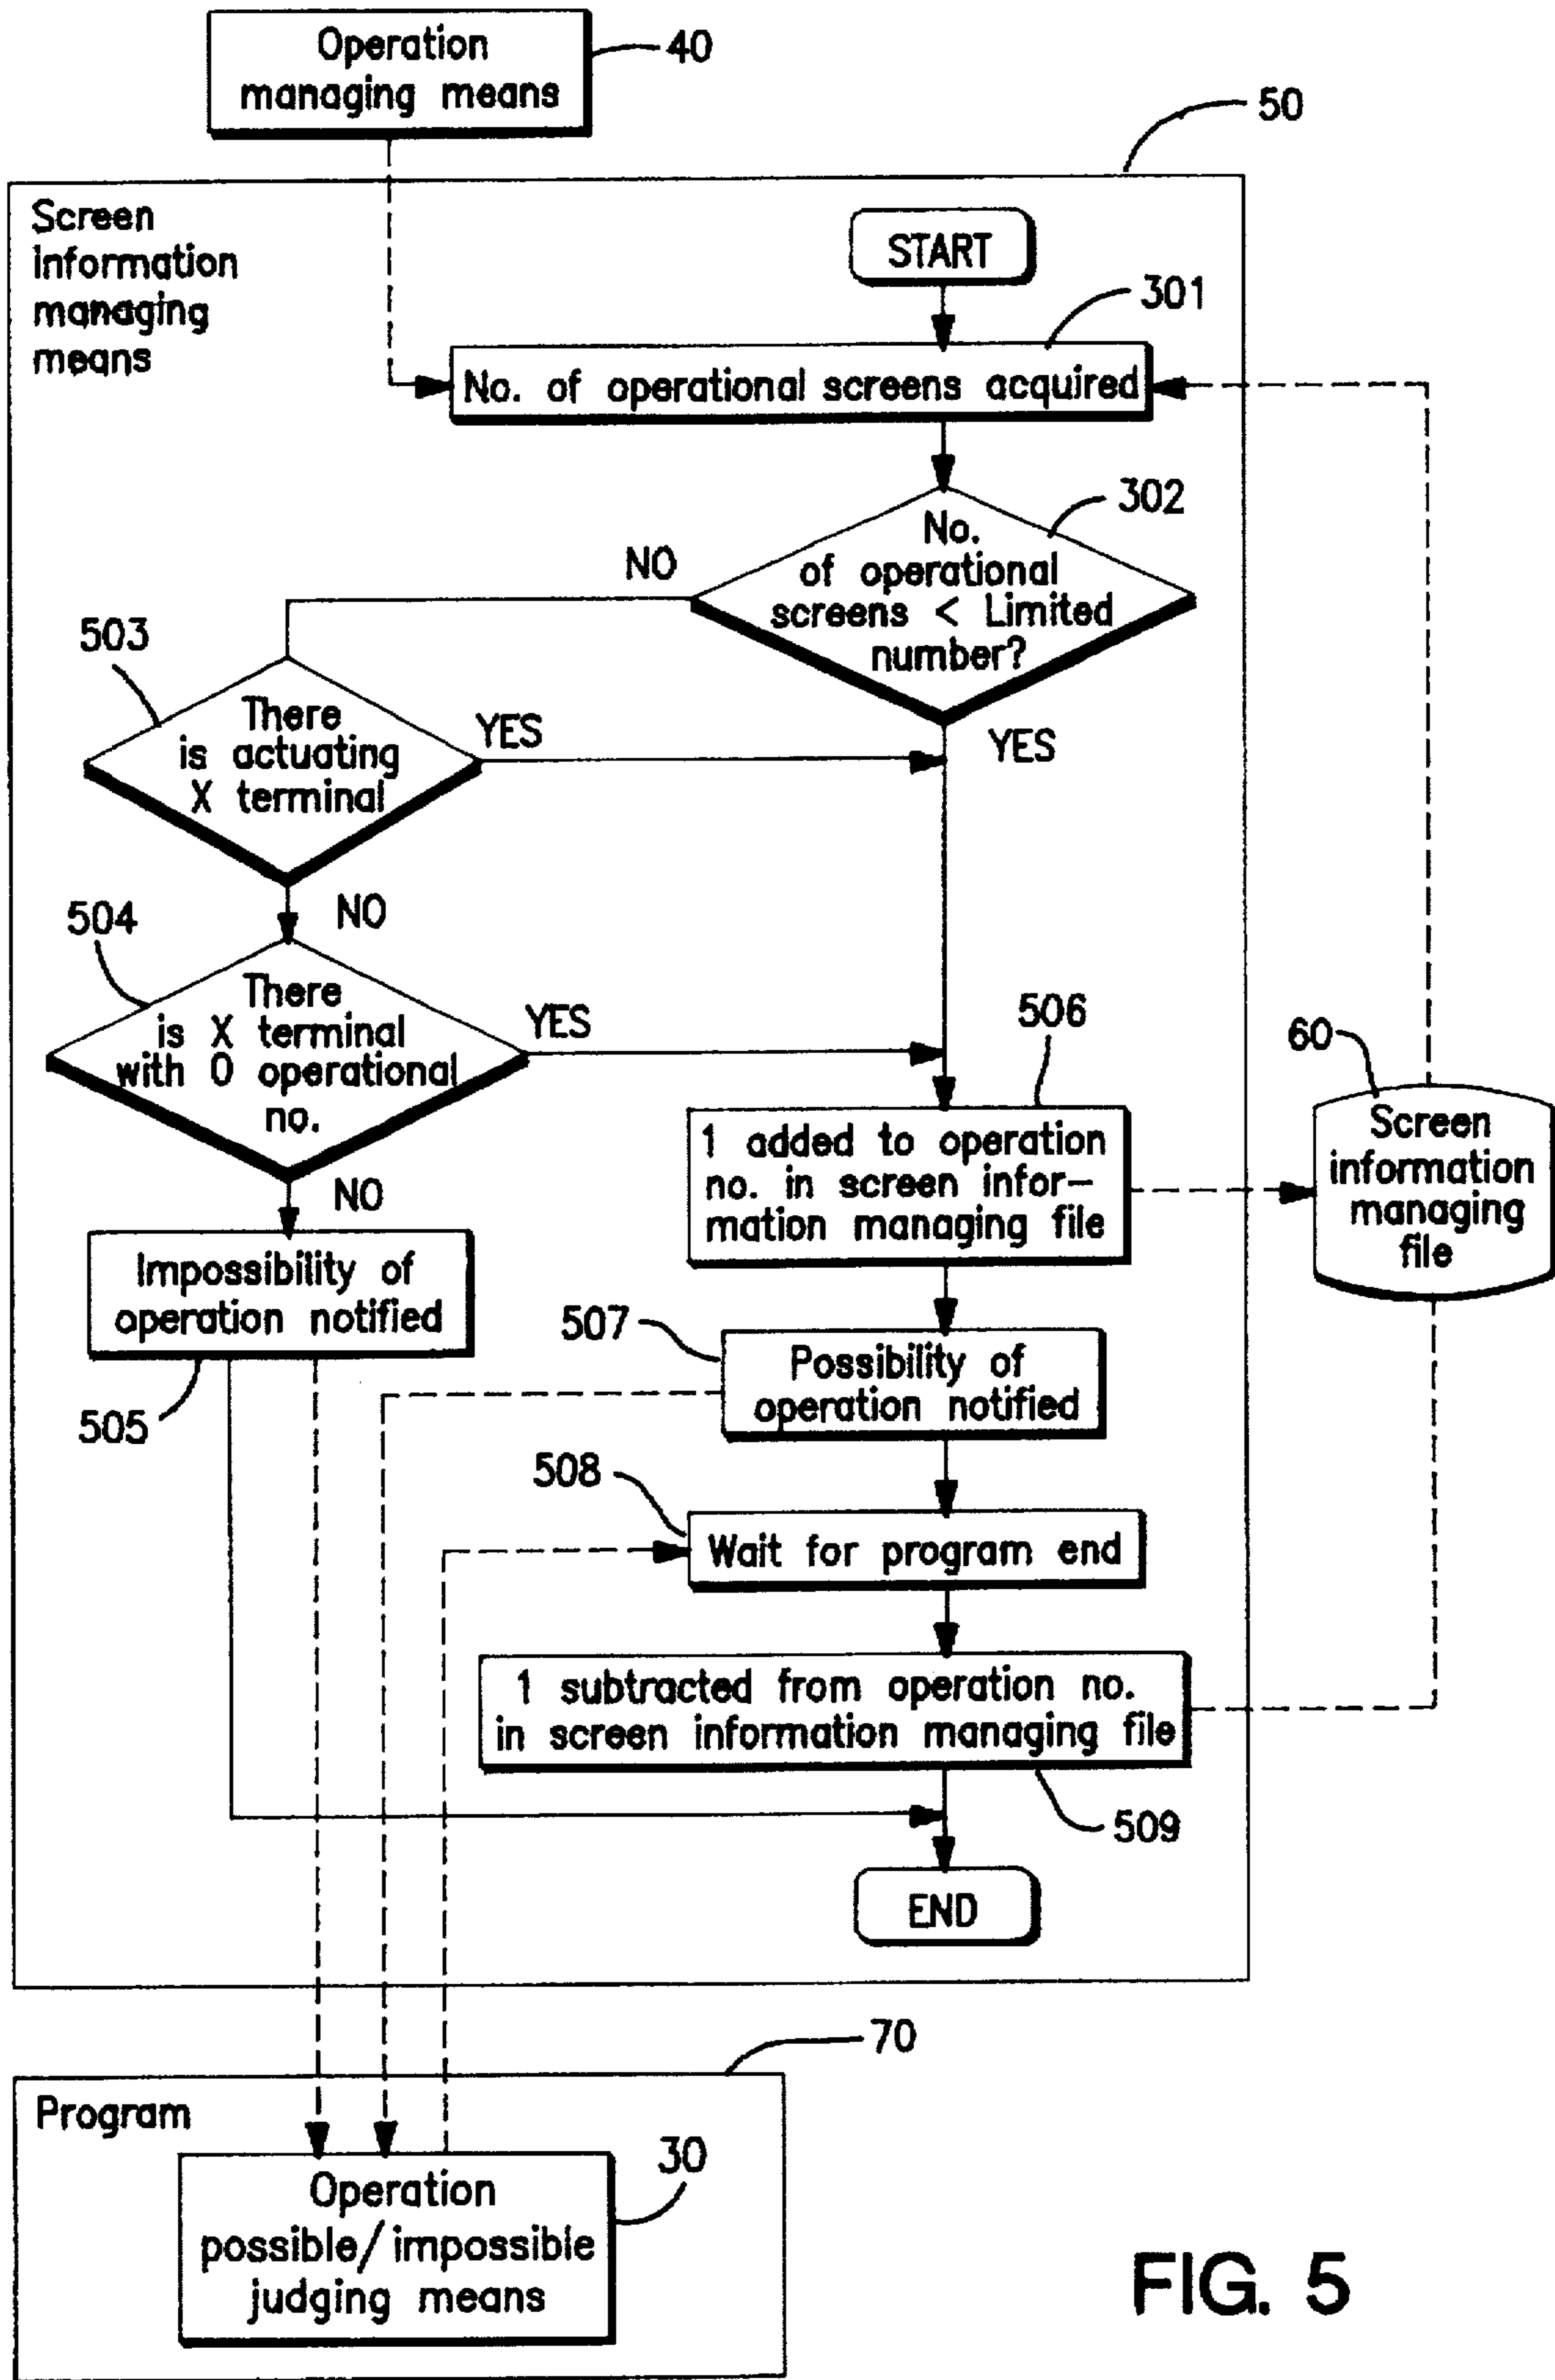 Operation
managing means
40
50
Screen
information
managing
means
START
301
No. of operational screens acquired
302
No.
of operational
screens < Limited
number?
NO
YES
503
There
is actuating
X terminal
YES
NO
504
There
is X terminal
with 0 operational
no.
YES
NO
506
1 added to operation
no. in screen infor-
mation managing file
60
Screen
information
managing
file
Impossibility of
operation notified
505
507
Possibility of
operation notified
508
Wait for program end
1 subtracted from operation no.
in screen information managing file
509
END
70
Program
30
Operation
possible/impossible
judging means
FIG. 5